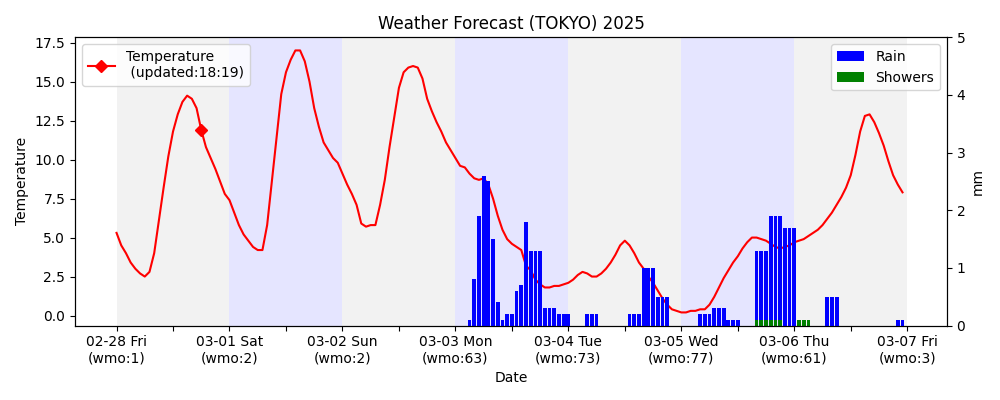 Weather Forecast (TOKYO) 2025
Temperature
(updated:18:19)
Rain
Showers
17.5
15.0
12.5
10.0
7.5
5.0
2.5
0.0
Temperature
5
4
3
2
1
0
mm
02-28 Fri
(wmo:1)
03-01 Sat
(wmo:2)
03-02 Sun
(wmo:2)
03-03 Mon
(wmo:63)
03-04 Tue
(wmo:73)
03-05 Wed
(wmo:77)
03-06 Thu
(wmo:61)
03-07 Fri
(wmo:3)
Date